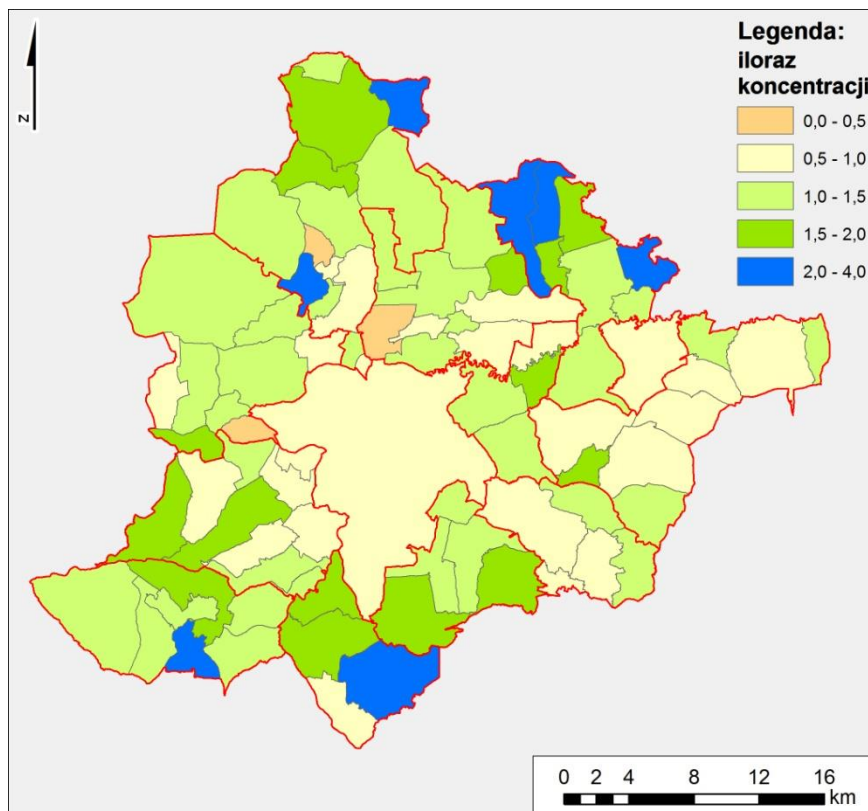 Legenda:
iloraz
koncentracji
0,0 - 0,5
0,5 - 1,0
1,0 - 1,5
1,5 - 2,0
2,0 - 4,0
N
0 2 4 8 12 16
km